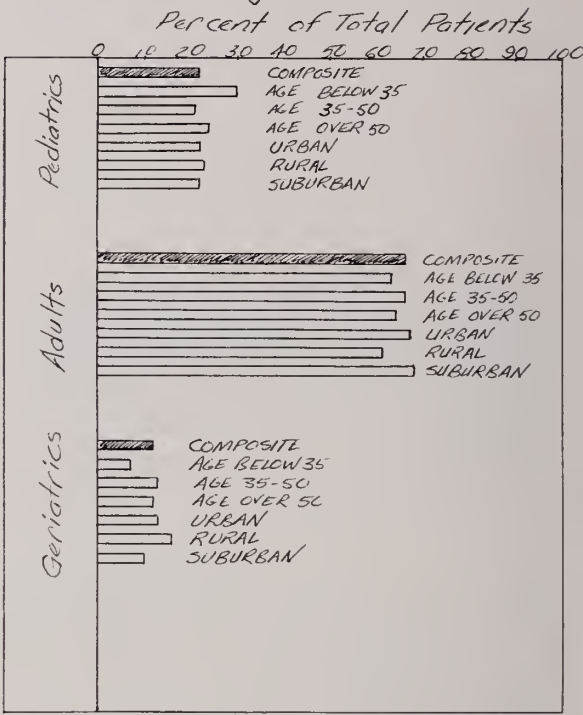 Percent of Total Patients
0 10 20 30 40 50 60 70 80 90 100
Pediatrics
COMPOSITE
AGE BELOW 35
AGE 35-50
AGE OVER 50
URBAN
RURAL
SUBURBAN
Adults
COMPOSITE
AGE BELOW 35
AGE 35-50
AGE OVER 50
URBAN
RURAL
SUBURBAN
Geriatrics
COMPOSITE
AGE BELOW 35
AGE 35-50
AGE OVER 50
URBAN
RURAL
SUBURBAN